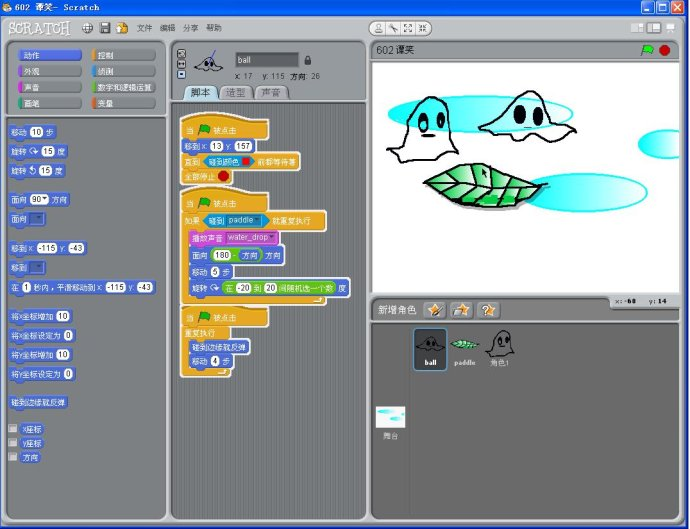 602 谭笑- Scratch
SCRATCH 文件 编辑 分享 帮助
动作 控制
外观 侦测
声音 数字和逻辑运算
画笔 变量
移动 10 步
旋转 15 度
旋转 15 度
面向 90 方向
面向
移到 x: -115 y: -43
移到
在 1 秒内,平滑移动到 x: -115 y: -43
将x坐标增加 10
将x坐标设定为 0
将y坐标增加 10
将y坐标设定为 0
碰到边缘就反弹
x座标
y座标
方向
ball
x: 17 y: 115 方向: 26
脚本 造型 声音
当 被点击
移到 x: 13 y: 157
直到 碰到颜色 前都等待着
全部停止
当 被点击
如果 碰到 paddle 就重复执行
播放声音 water_drop
面向 180 - 方向 方向
移动 5 步
旋转 在 -20 到 20 间随机选一个数 度
当 被点击
重复执行
碰到边缘就反弹
移动 4 步
602 谭笑
x: -60 y: 14
新增角色
ball paddle 角色1
舞台